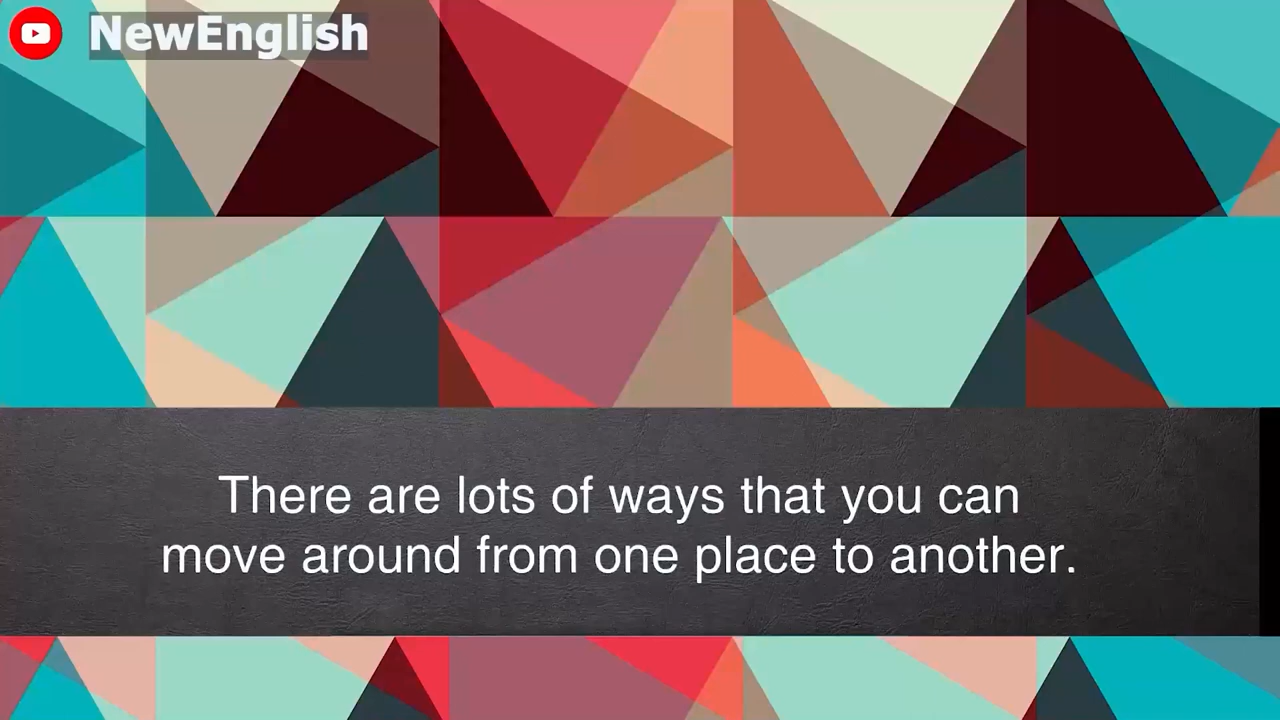 NewEnglish
There are lots of ways that you can
move around from one place to another.